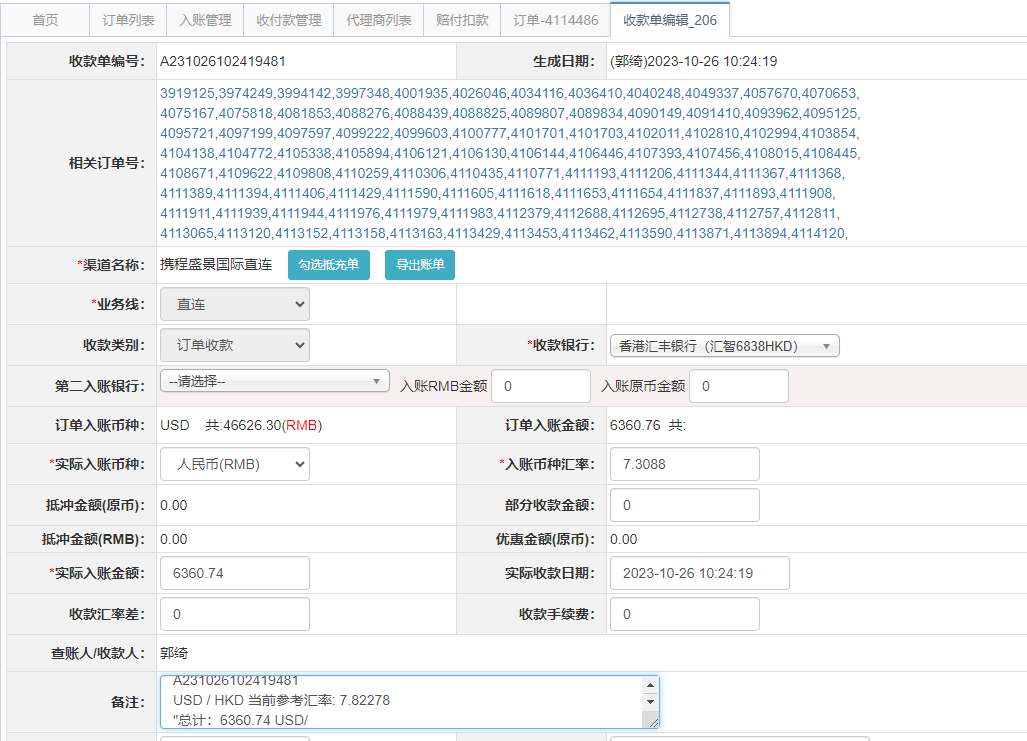 首页 订单列表 入账管理 收付款管理 代理商列表 赔付扣款 订单-4114486 收款单编辑_206
收款单编号： A231026102419481 生成日期： (郭绮)2023-10-26 10:24:19
3919125,3974249,3994142,3997348,4001935,4026046,4034116,4036410,4040248,4049337,4057670,4070653,
4075167,4075818,4081853,4088276,4088439,4088825,4089807,4089834,4090149,4091410,4093962,4095125,
4095721,4097199,4097597,4099222,4099603,4100777,4101701,4101703,4102011,4102810,4102994,4103854,
相关订单号： 4104138,4104772,4105338,4105894,4106121,4106130,4106144,4106446,4107393,4107456,4108015,4108445,
4108671,4109622,4109808,4110259,4110306,4110435,4110771,4111193,4111206,4111344,4111367,4111368,
4111389,4111394,4111406,4111429,4111590,4111605,4111618,4111653,4111654,4111837,4111893,4111908,
4111911,4111939,4111944,4111976,4111979,4111983,4112379,4112688,4112695,4112738,4112757,4112811,
4113065,4113120,4113152,4113158,4113163,4113429,4113453,4113462,4113590,4113871,4113894,4114120,
*渠道名称： 携程盛景国际直连 勾选抵充单 导出账单
*业务线： 直连
收款类别： 订单收款 *收款银行： 香港汇丰银行（汇智6838HKD）
第二入账银行： --请选择-- 入账RMB金额 0 入账原币金额 0
订单入账币种： USD 共:46626.30(RMB) 订单入账金额： 6360.76 共:
*实际入账币种： 人民币(RMB) *入账币种汇率： 7.3088
抵冲金额(原币)： 0.00 部分收款金额： 0
抵冲金额(RMB)： 0.00 优惠金额(原币)： 0.00
*实际入账金额： 6360.74 实际收款日期： 2023-10-26 10:24:19
收款汇率差： 0 收款手续费： 0
查账人/收款人： 郭绮
A231026102419481
备注： USD / HKD 当前参考汇率: 7.82278
"总计：6360.74 USD/